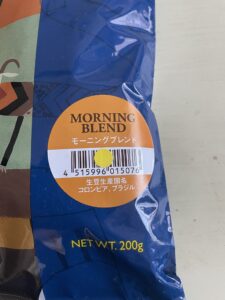 MORNING
BLEND
モーニングブレンド
4 515996 015076
生豆生産国名
コロンビア、ブラジル
NET WT. 200g